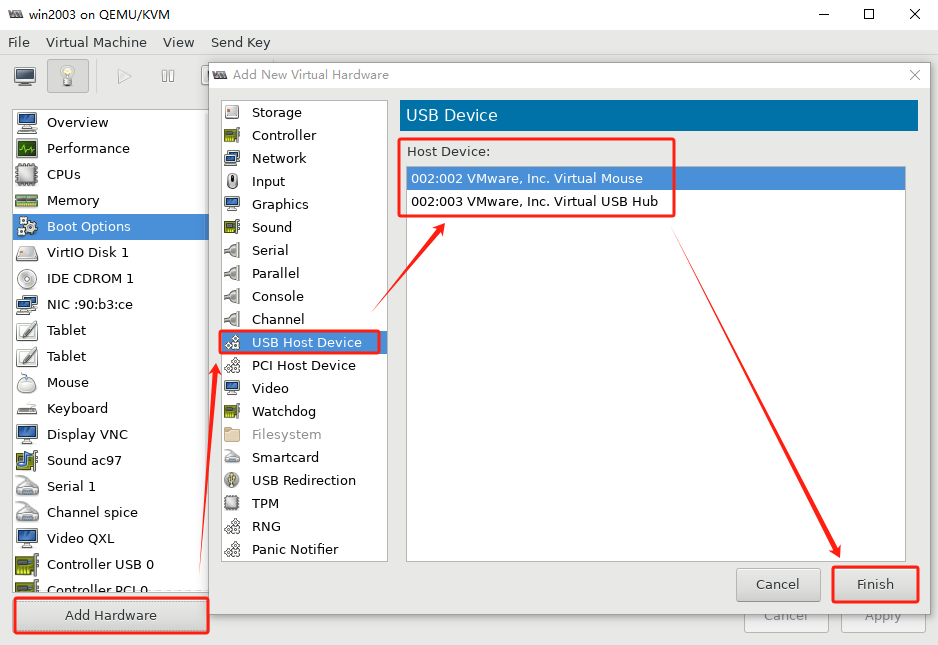 win2003 on QEMU/KVM
File Virtual Machine View Send Key
Overview
Performance
CPUs
Memory
Boot Options
VirtIO Disk 1
IDE CDROM 1
NIC :90:b3:ce
Tablet
Tablet
Mouse
Keyboard
Display VNC
Sound ac97
Serial 1
Channel spice
Video QXL
Controller USB 0
Controller PCI 0
Add Hardware
Add New Virtual Hardware
Storage
Controller
Network
Input
Graphics
Sound
Serial
Parallel
Console
Channel
USB Host Device
PCI Host Device
Video
Watchdog
Filesystem
Smartcard
USB Redirection
TPM
RNG
Panic Notifier
USB Device
Host Device:
002:002 VMware, Inc. Virtual Mouse
002:003 VMware, Inc. Virtual USB Hub
Cancel Finish
Cancel Apply